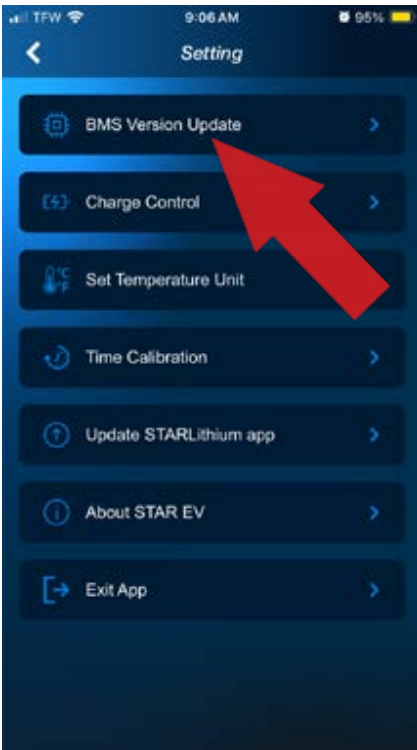 TFW 9:06 AM 95%
Setting
BMS Version Update
Charge Control
°C
°F
Set Temperature Unit
Time Calibration
Update STARLithium app
About STAR EV
Exit App